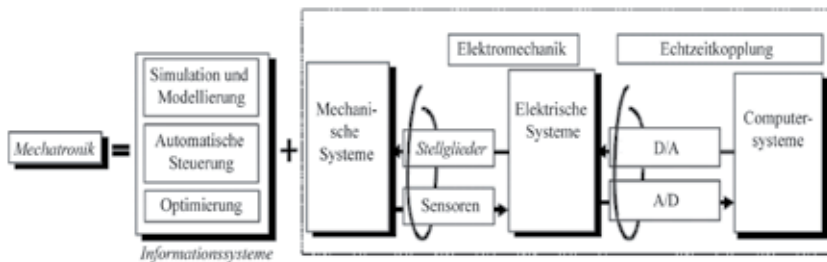 Mechatronik
=
Simulation und
Modellierung
Automatische
Steuerung
Optimierung
Informationssysteme
+
Mechani-
sche
Systeme
Elektromechanik
Stellglieder
Sensoren
Elektrische
Systeme
Echtzeitkopplung
D/A
A/D
Computer-
systeme